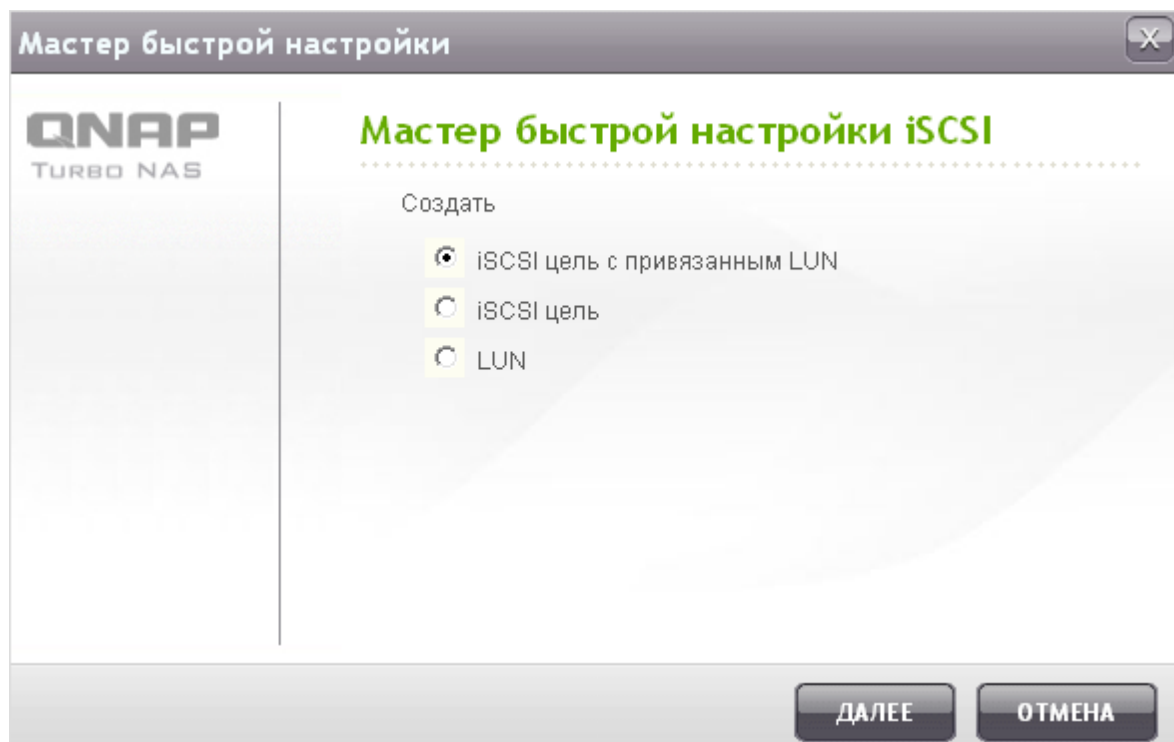 Мастер быстрой настройки
X
QNAP
TURBO NAS
Мастер быстрой настройки iSCSI
Создать
iSCSI цель с привязанным LUN
iSCSI цель
LUN
ДАЛЕЕ
ОТМЕНА